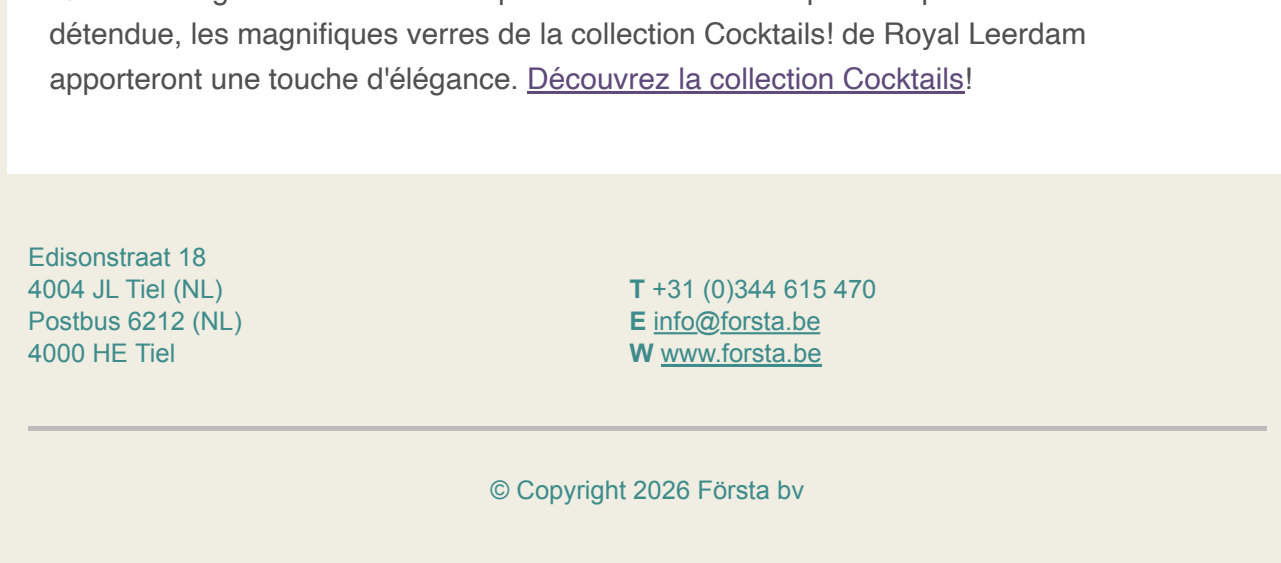 détendue, les magnifiques verres de la collection Cocktails! de Royal Leerdam
apporteront une touche d'élégance. Découvrez la collection Cocktails!
Edisonstraat 18
4004 JL Tiel (NL)
Postbus 6212 (NL)
4000 HE Tiel
T +31 (0)344 615 470
E info@forsta.be
W www.forsta.be
© Copyright 2026 Första bv